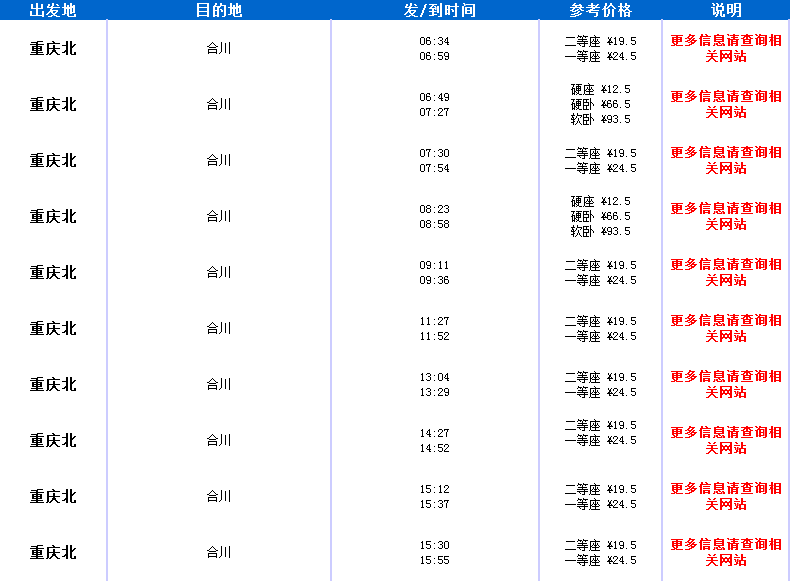 出发地 目的地 发/到时间 参考价格 说明
重庆北 合川 06:34 二等座 ¥19.5 更多信息请查询相
06:59 一等座 ¥24.5 关网站
重庆北 合川 06:49 硬座 ¥12.5 更多信息请查询相
07:27 硬卧 ¥66.5 关网站
软卧 ¥93.5
重庆北 合川 07:30 二等座 ¥19.5 更多信息请查询相
07:54 一等座 ¥24.5 关网站
重庆北 合川 08:23 硬座 ¥12.5 更多信息请查询相
08:58 硬卧 ¥66.5 关网站
软卧 ¥93.5
重庆北 合川 09:11 二等座 ¥19.5 更多信息请查询相
09:36 一等座 ¥24.5 关网站
重庆北 合川 11:27 二等座 ¥19.5 更多信息请查询相
11:52 一等座 ¥24.5 关网站
重庆北 合川 13:04 二等座 ¥19.5 更多信息请查询相
13:29 一等座 ¥24.5 关网站
重庆北 合川 14:27 二等座 ¥19.5 更多信息请查询相
14:52 一等座 ¥24.5 关网站
重庆北 合川 15:12 二等座 ¥19.5 更多信息请查询相
15:37 一等座 ¥24.5 关网站
重庆北 合川 15:30 二等座 ¥19.5 更多信息请查询相
15:55 一等座 ¥24.5 关网站